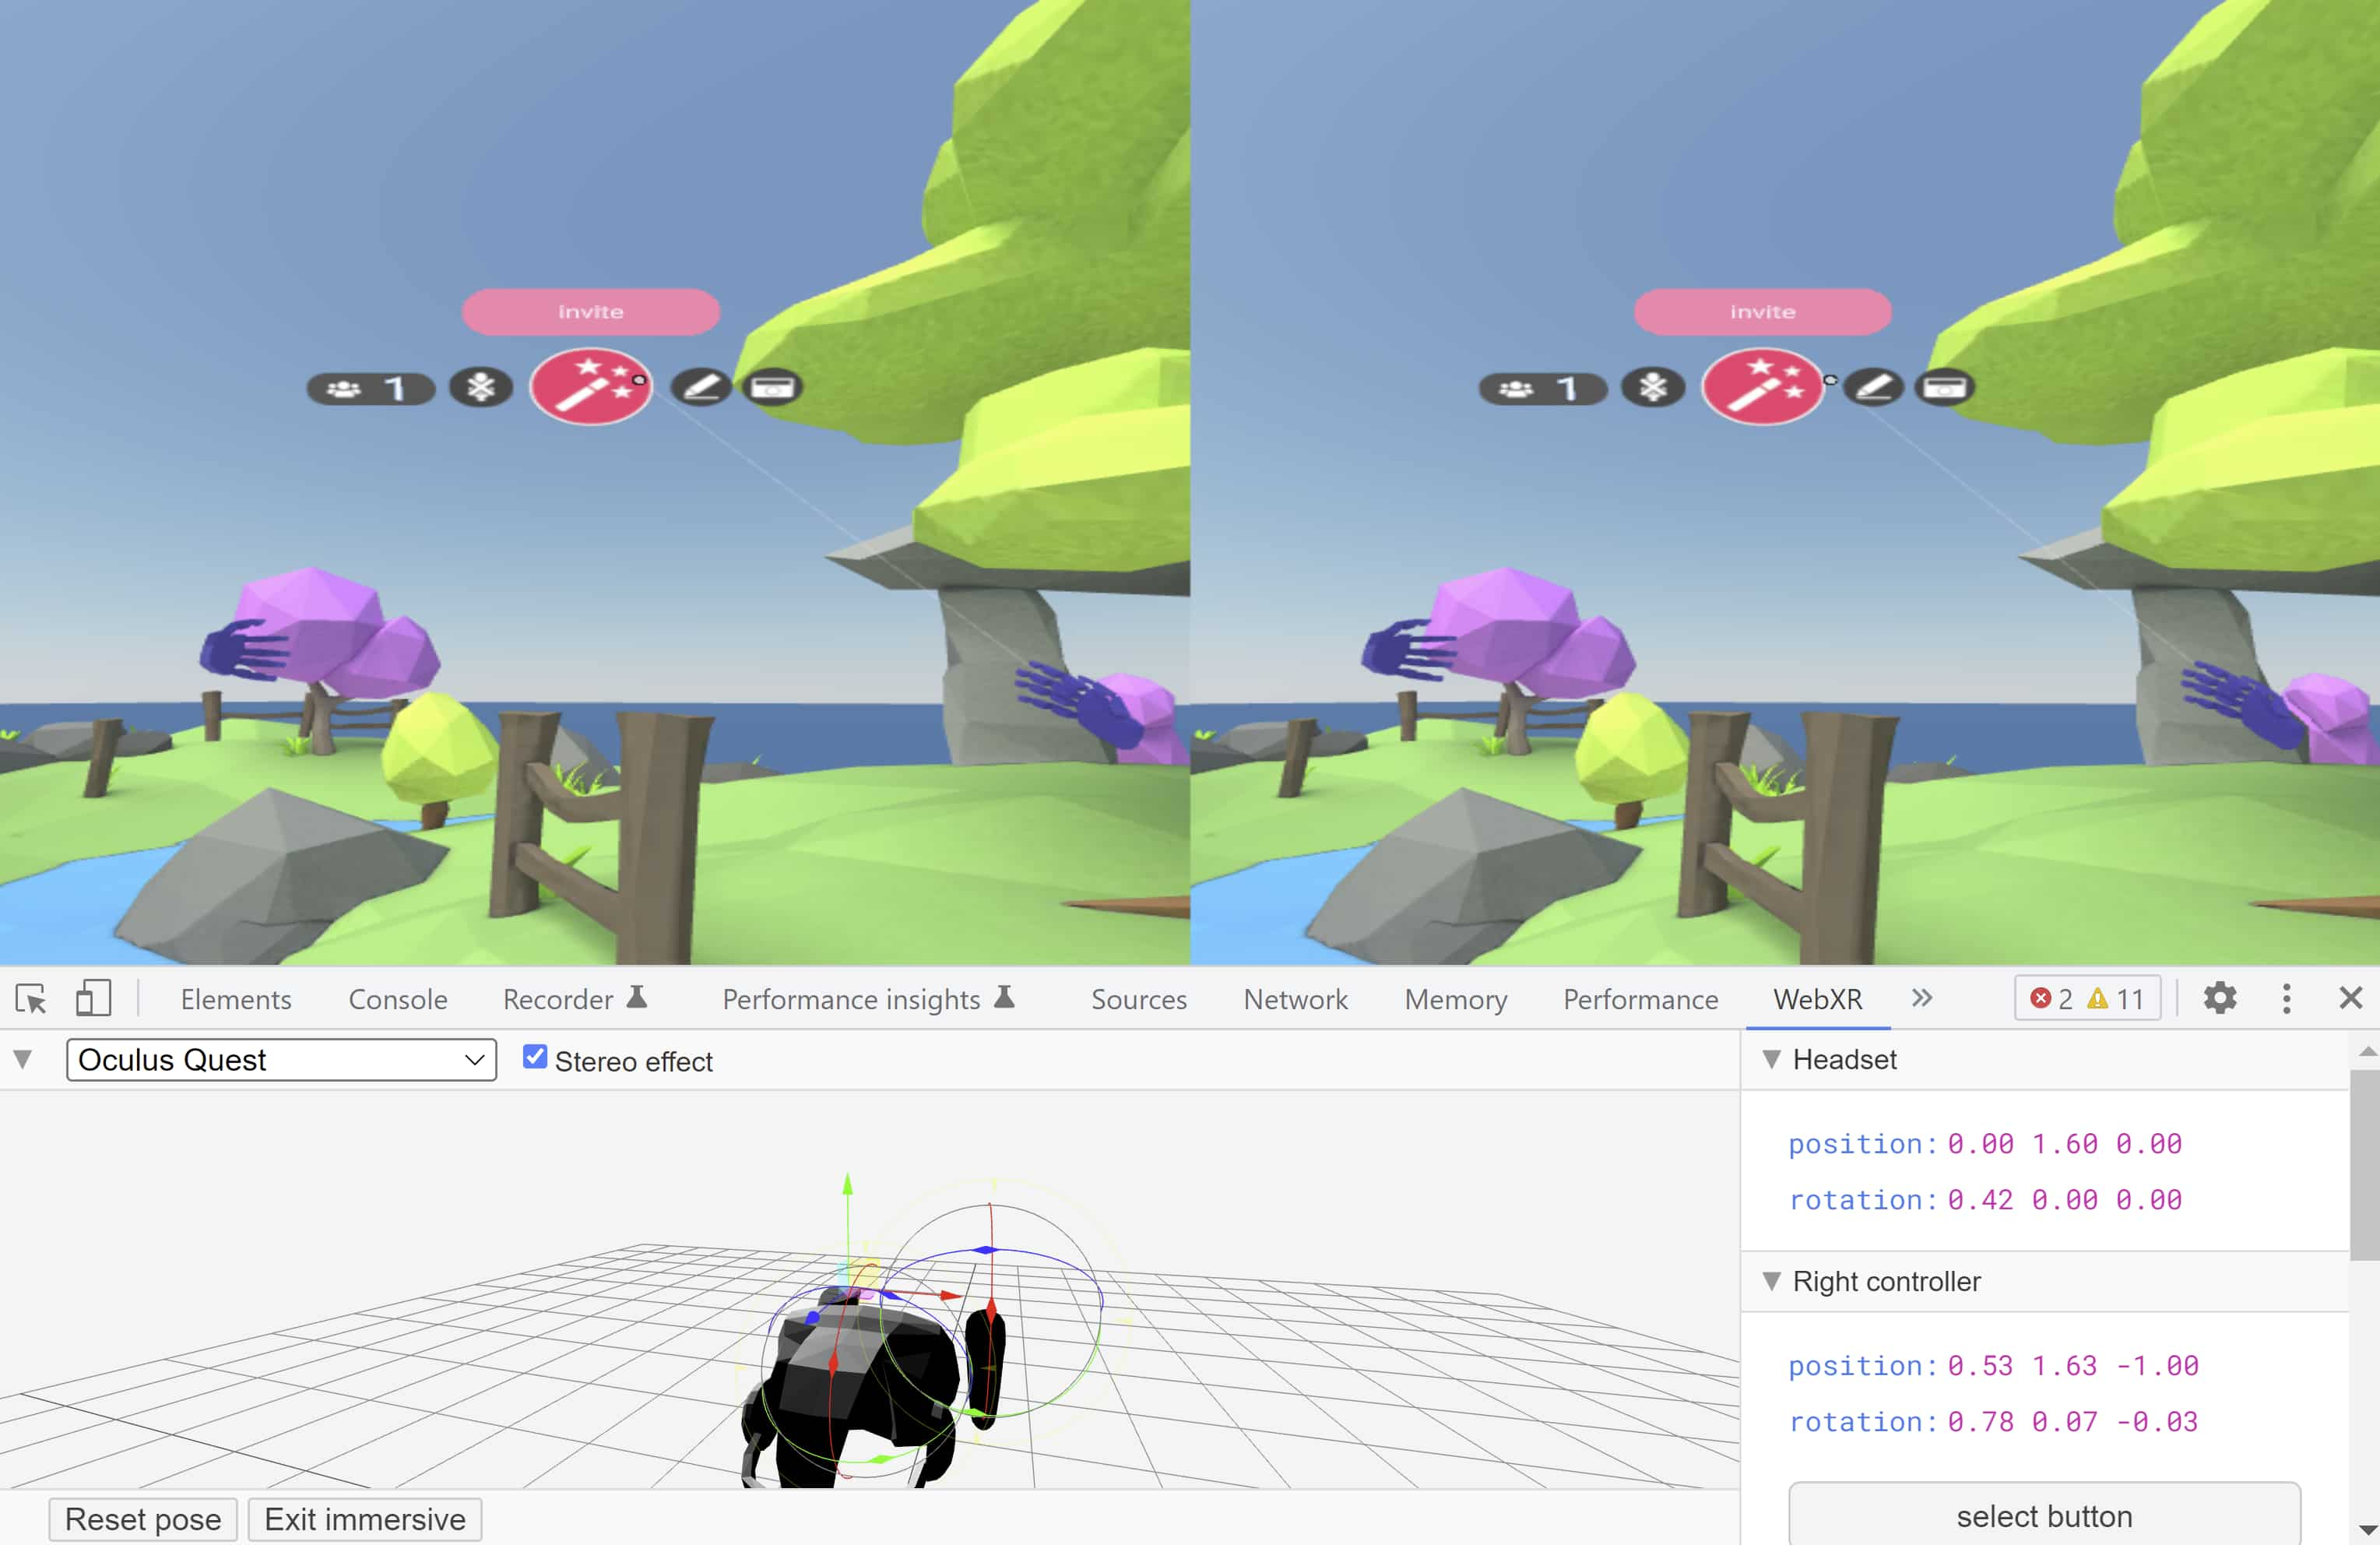 invite
invite
1
1
Elements Console Recorder Performance insights Sources Network Memory Performance WebXR 2 11
Oculus Quest Stereo effect
Headset
position: 0.00 1.60 0.00
rotation: 0.42 0.00 0.00
Right controller
position: 0.53 1.63 -1.00
rotation: 0.78 0.07 -0.03
select button
Reset pose Exit immersive